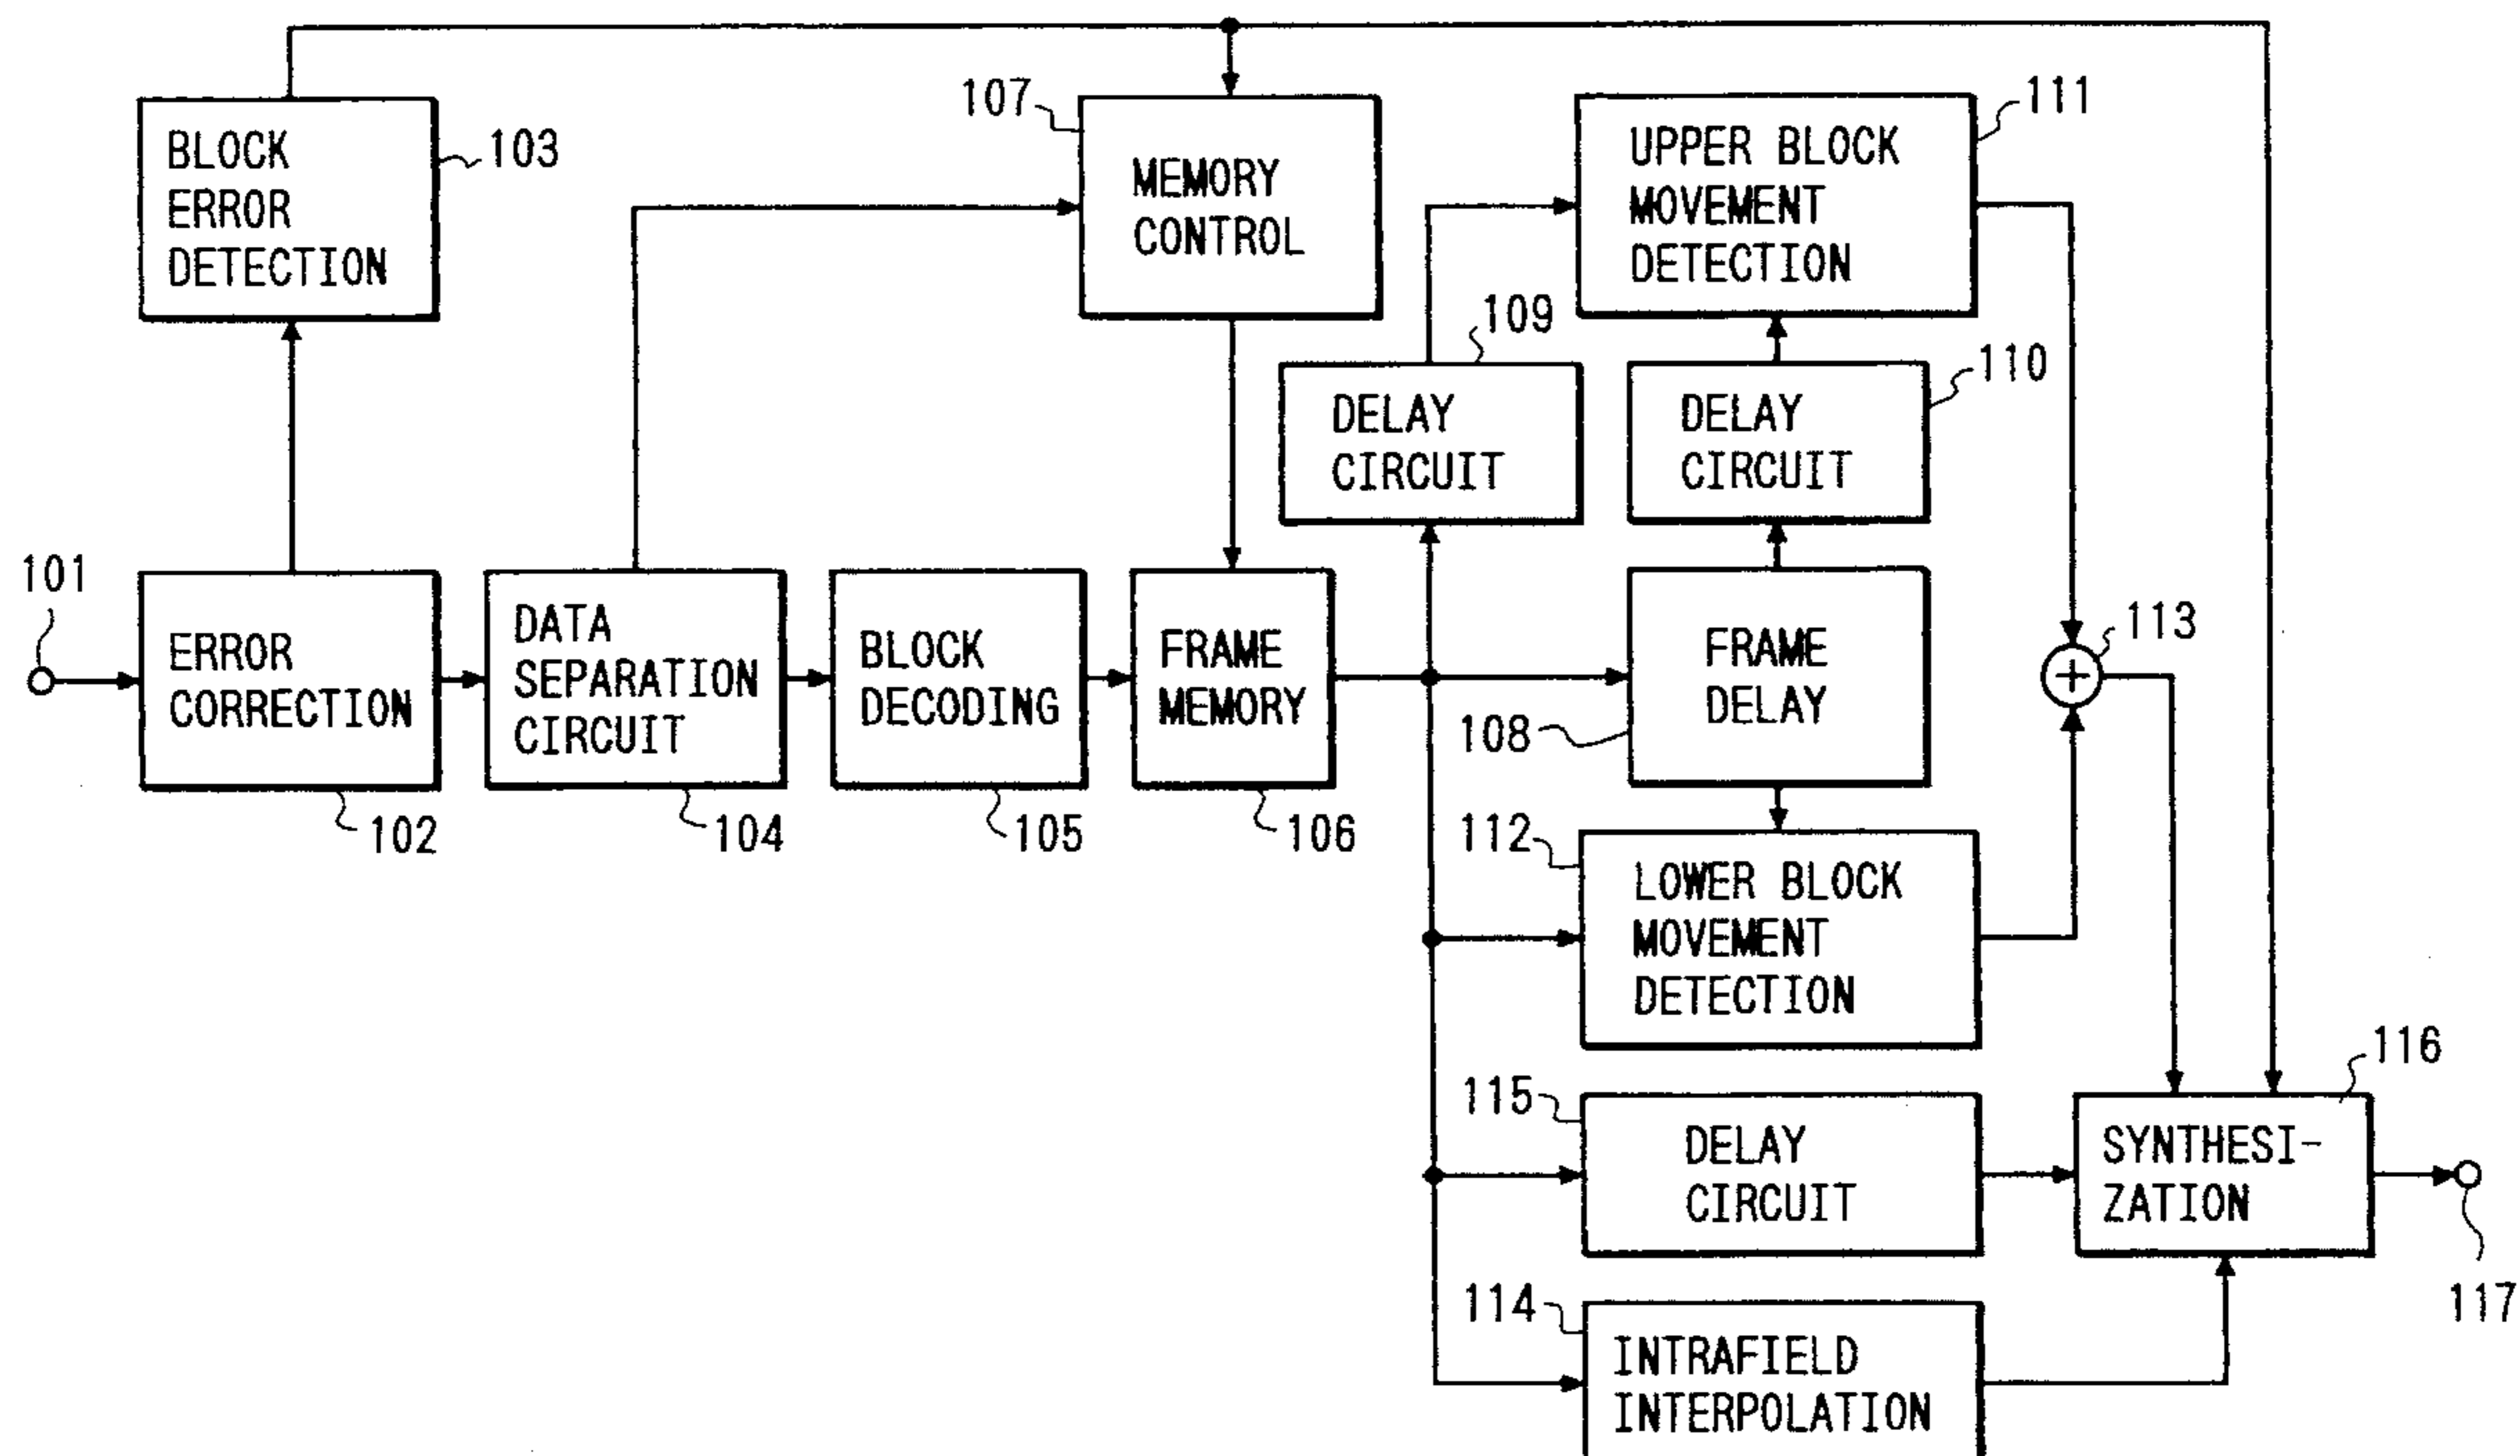 103
BLOCK
ERROR
DETECTION
107
MEMORY
CONTROL
111
UPPER BLOCK
MOVEMENT
DETECTION
109
DELAY
CIRCUIT
110
DELAY
CIRCUIT
101
ERROR
CORRECTION
102
DATA
SEPARATION
CIRCUIT
104
BLOCK
DECODING
105
FRAME
MEMORY
106
FRAME
DELAY
108
+
113
112
LOWER BLOCK
MOVEMENT
DETECTION
115
DELAY
CIRCUIT
116
SYNTHESI-
ZATION
117
114
INTRAFIELD
INTERPOLATION